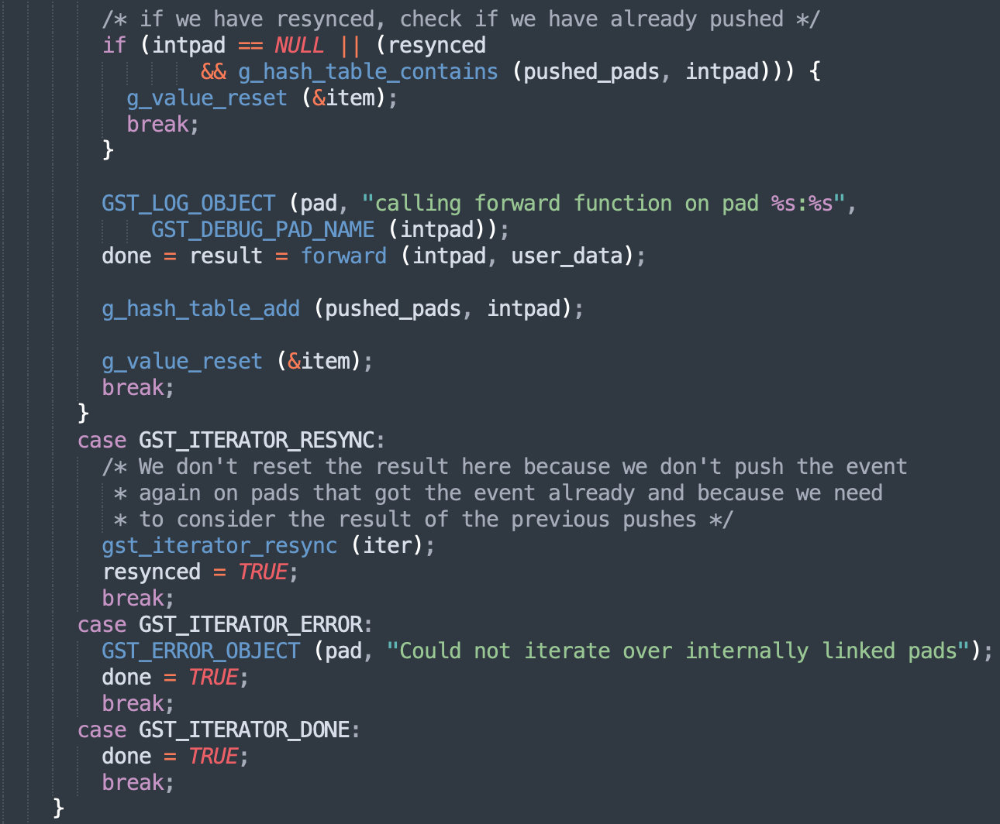 /* if we have resynced, check if we have already pushed */
if (intpad == NULL || (resynced
&& g_hash_table_contains (pushed_pads, intpad))) {
g_value_reset (&item);
break;
}
GST_LOG_OBJECT (pad, "calling forward function on pad %s:%s",
GST_DEBUG_PAD_NAME (intpad));
done = result = forward (intpad, user_data);
g_hash_table_add (pushed_pads, intpad);
g_value_reset (&item);
break;
}
case GST_ITERATOR_RESYNC:
/* We don't reset the result here because we don't push the event
* again on pads that got the event already and because we need
* to consider the result of the previous pushes */
gst_iterator_resync (iter);
resynced = TRUE;
break;
case GST_ITERATOR_ERROR:
GST_ERROR_OBJECT (pad, "Could not iterate over internally linked pads");
done = TRUE;
break;
case GST_ITERATOR_DONE:
done = TRUE;
break;
}